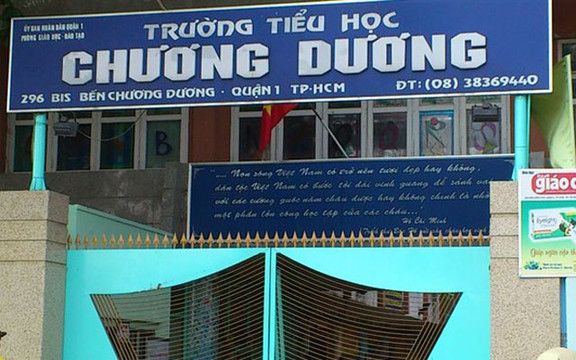 ỦY BAN NHÂN DÂN QUẬN 1
PHÒNG GIÁO DỤC - ĐÀO TẠO
TRƯỜNG TIỂU HỌC
CHƯƠNG DƯƠNG
296 BIS BẾN CHƯƠNG DƯƠNG - QUẬN 1 TP.HCM ĐT: (08) 38369440
"..... Non sông Việt Nam có trở nên tươi đẹp hay không,
dân tộc Việt Nam có bước tới đài vinh quang để sánh va
với các cường quốc năm châu được hay không chính là nhờ
một phần lớn công học tập của các cháu...."
Hồ Chí Minh
B
giáo d